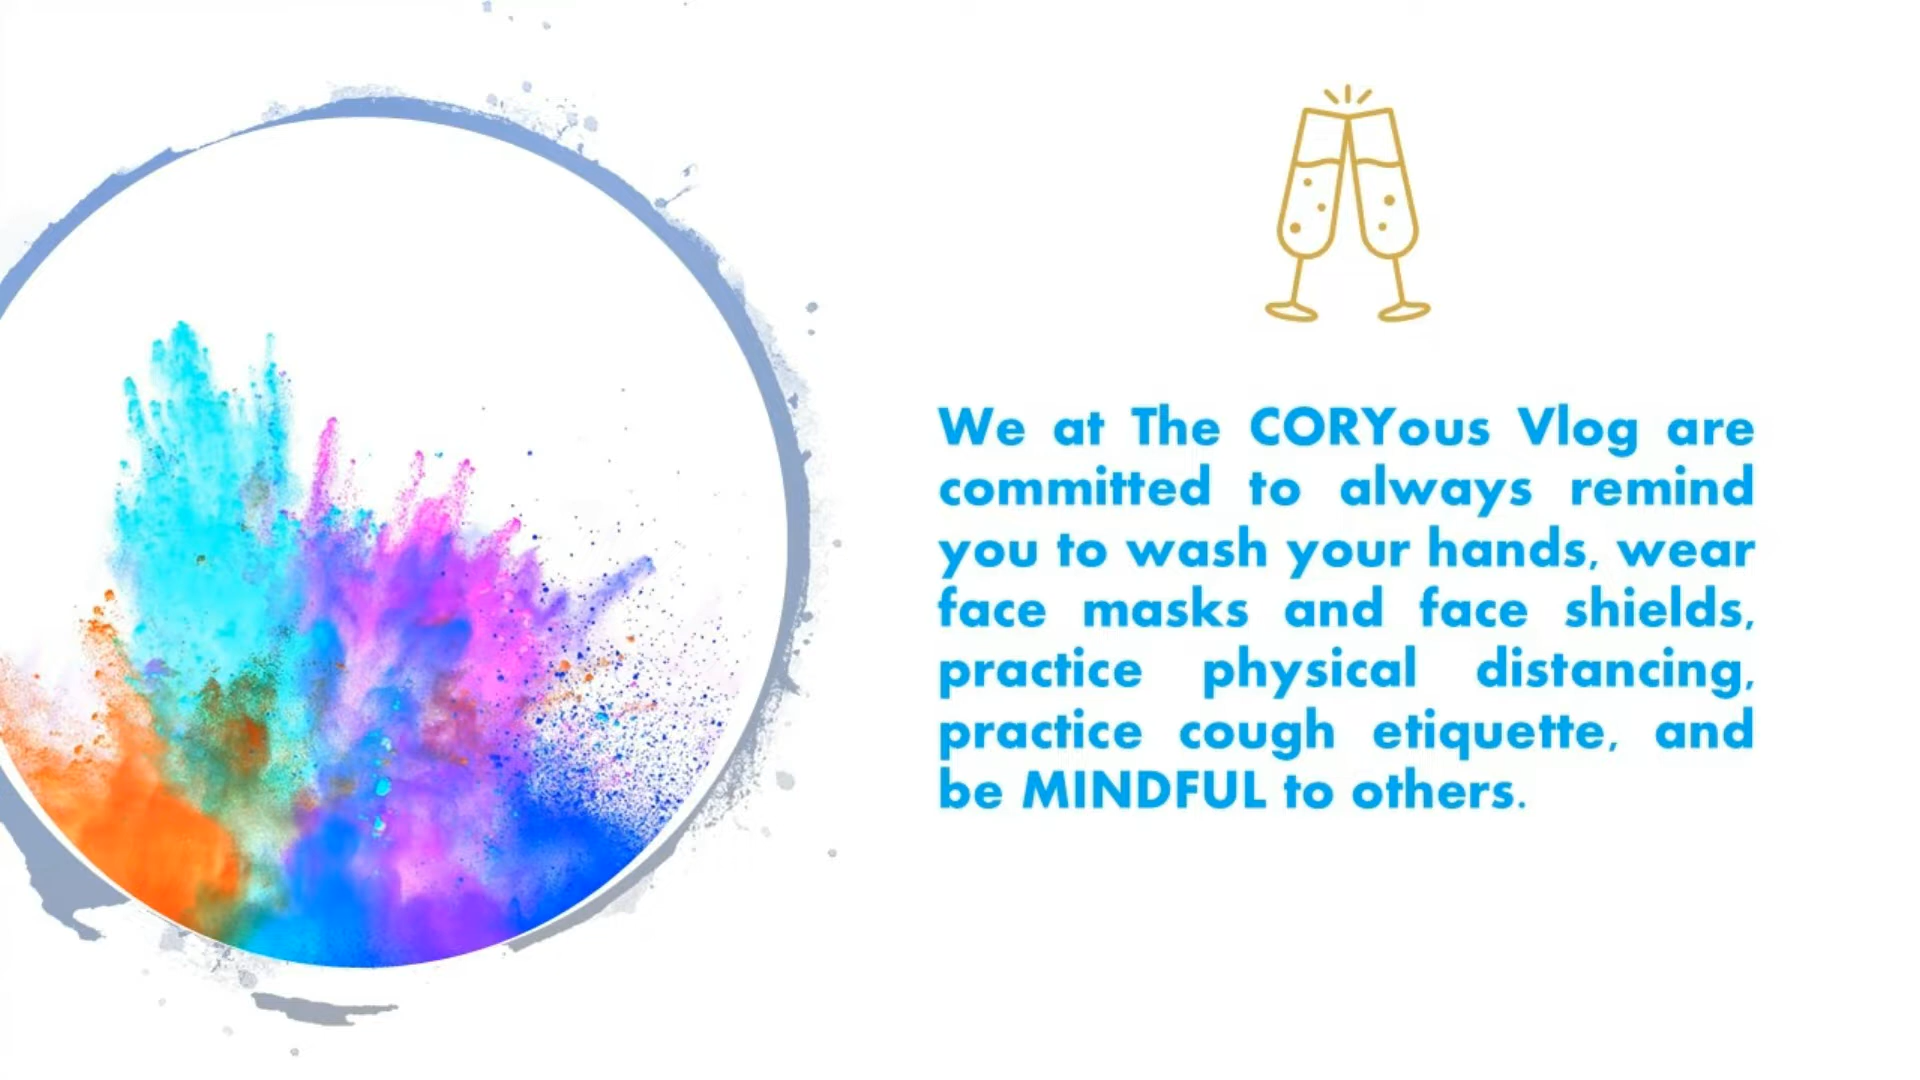 We at The CORYous Vlog are
committed to always remind
you to wash your hands, wear
face masks and face shields,
practice physical distancing,
practice cough etiquette, and
be MINDFUL to others.